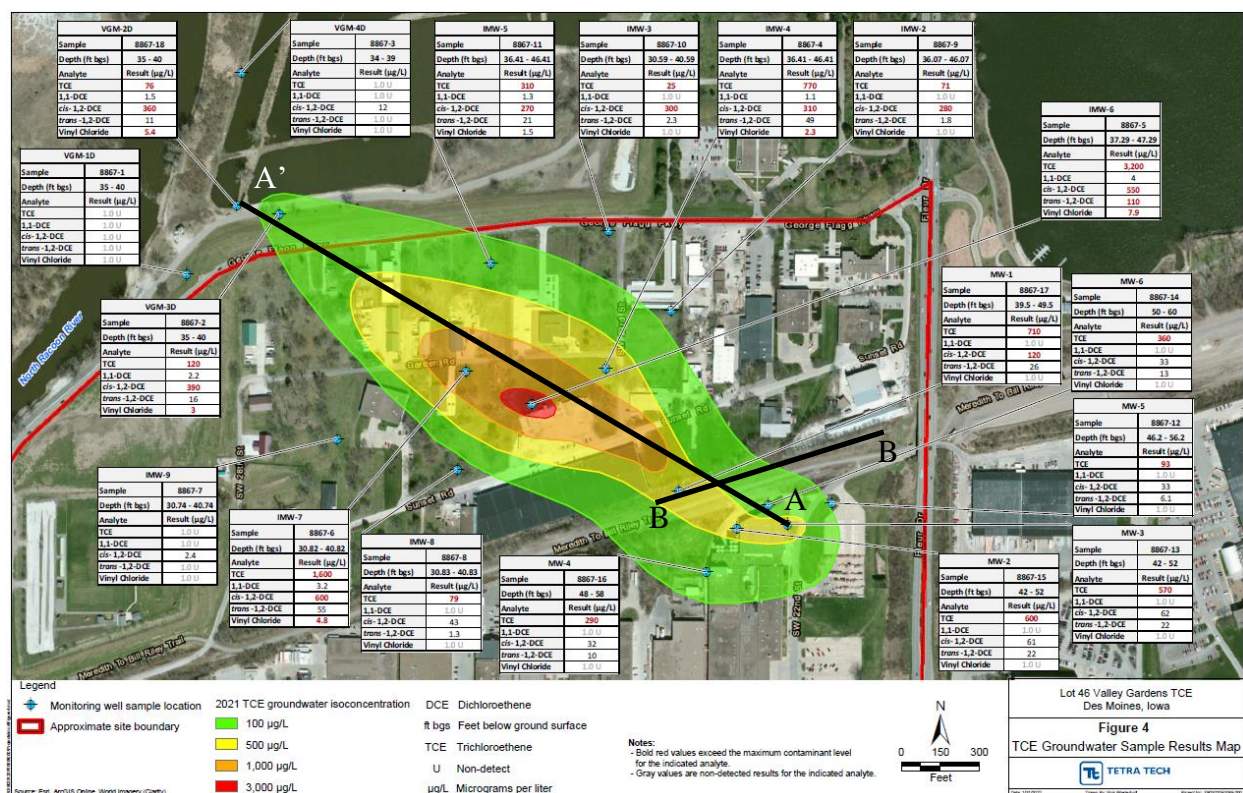 VGM-2D
Sample 8867-18
Depth (ft bgs) 35 - 40
Analyte Result (µg/L)
TCE 76
1,1-DCE 1.5
cis- 1,2-DCE 360
trans -1,2-DCE 11
Vinyl Chloride 5.4
VGM-4D
Sample 8867-3
Depth (ft bgs) 34 - 39
Analyte Result (µg/L)
TCE 1.0 U
1,1-DCE 1.0 U
cis- 1,2-DCE 12
trans -1,2-DCE 1.0 U
Vinyl Chloride 1.0 U
IMW-5
Sample 8867-11
Depth (ft bgs) 36.41 - 46.41
Analyte Result (µg/L)
TCE 310
1,1-DCE 1.3
cis- 1,2-DCE 270
trans -1,2-DCE 21
Vinyl Chloride 1.5
IMW-3
Sample 8867-10
Depth (ft bgs) 30.59 - 40.59
Analyte Result (µg/L)
TCE 25
1,1-DCE 1.0 U
cis- 1,2-DCE 300
trans -1,2-DCE 2.3
Vinyl Chloride 1.0 U
IMW-4
Sample 8867-4
Depth (ft bgs) 36.41 - 46.41
Analyte Result (µg/L)
TCE 770
1,1-DCE 1.1
cis- 1,2-DCE 310
trans -1,2-DCE 49
Vinyl Chloride 2.3
IMW-2
Sample 8867-9
Depth (ft bgs) 36.07 - 46.07
Analyte Result (µg/L)
TCE 71
1,1-DCE 1.0 U
cis- 1,2-DCE 280
trans -1,2-DCE 1.8
Vinyl Chloride 1.0 U
IMW-6
Sample 8867-5
Depth (ft bgs) 37.29 - 47.29
Analyte Result (µg/L)
TCE 3,200
1,1-DCE 4
cis- 1,2-DCE 550
trans -1,2-DCE 110
Vinyl Chloride 7.9
VGM-1D
Sample 8867-1
Depth (ft bgs) 35 - 40
Analyte Result (µg/L)
TCE 1.0 U
1,1-DCE 1.0 U
cis- 1,2-DCE 1.0 U
trans -1,2-DCE 1.0 U
Vinyl Chloride 1.0 U
A’
George Flagg Pkwy
George Flagg Pkwy
Fleur Dr
MW-1
Sample 8867-17
Depth (ft bgs) 39.5 - 49.5
Analyte Result (µg/L)
TCE 710
1,1-DCE 1.0 U
cis- 1,2-DCE 120
trans -1,2-DCE 26
Vinyl Chloride 1.0 U
MW-6
Sample 8867-14
Depth (ft bgs) 50 - 60
Analyte Result (µg/L)
TCE 360
1,1-DCE 1.0 U
cis- 1,2-DCE 33
trans -1,2-DCE 13
Vinyl Chloride 1.0 U
VGM-3D
Sample 8867-2
Depth (ft bgs) 35 - 40
Analyte Result (µg/L)
TCE 120
1,1-DCE 2.2
cis- 1,2-DCE 390
trans -1,2-DCE 16
Vinyl Chloride 3
North Racoon River
Sunset Rd
Sunset Rd
Sunset Rd
Meredith To Bill Riley Trail
B
B
A
MW-5
Sample 8867-12
Depth (ft bgs) 46.2 - 56.2
Analyte Result (µg/L)
TCE 93
1,1-DCE 1.0 U
cis- 1,2-DCE 33
trans -1,2-DCE 6.1
Vinyl Chloride 1.0 U
IMW-9
Sample 8867-7
Depth (ft bgs) 30.74 - 40.74
Analyte Result (µg/L)
TCE 1.0 U
1,1-DCE 1.0 U
cis- 1,2-DCE 2.4
trans -1,2-DCE 1.0 U
Vinyl Chloride 1.0 U
SW 28th St
IMW-7
Sample 8867-6
Depth (ft bgs) 30.82 - 40.82
Analyte Result (µg/L)
TCE 1,600
1,1-DCE 3.2
cis- 1,2-DCE 600
trans -1,2-DCE 55
Vinyl Chloride 4.8
IMW-8
Sample 8867-8
Depth (ft bgs) 30.83 - 40.83
Analyte Result (µg/L)
TCE 79
1,1-DCE 1.0 U
cis- 1,2-DCE 43
trans -1,2-DCE 1.3
Vinyl Chloride 1.0 U
MW-4
Sample 8867-16
Depth (ft bgs) 48 - 58
Analyte Result (µg/L)
TCE 290
1,1-DCE 1.0 U
cis- 1,2-DCE 32
trans -1,2-DCE 10
Vinyl Chloride 1.0 U
SW 22nd St
Fleur Dr
MW-2
Sample 8867-15
Depth (ft bgs) 42 - 52
Analyte Result (µg/L)
TCE 600
1,1-DCE 1.0 U
cis- 1,2-DCE 61
trans -1,2-DCE 22
Vinyl Chloride 1.0 U
MW-3
Sample 8867-13
Depth (ft bgs) 42 - 52
Analyte Result (µg/L)
TCE 570
1,1-DCE 1.0 U
cis- 1,2-DCE 62
trans -1,2-DCE 22
Vinyl Chloride 1.0 U
Meredith To Bill Riley Trail
Legend
Monitoring well sample location
Approximate site boundary
2021 TCE groundwater isoconcentration
100 µg/L
500 µg/L
1,000 µg/L
3,000 µg/L
DCE Dichloroethene
ft bgs Feet below ground surface
TCE Trichloroethene
U Non-detect
µg/L Micrograms per liter
Notes:
- Bold red values exceed the maximum contaminant level
for the indicated analyte.
- Gray values are non-detected results for the indicated analyte.
N
0 150 300
Feet
Lot 46 Valley Gardens TCE
Des Moines, Iowa
Figure 4
TCE Groundwater Sample Results Map
Tt TETRA TECH
Source: Esri, ArcGIS Online, World Imagery (Clarity)